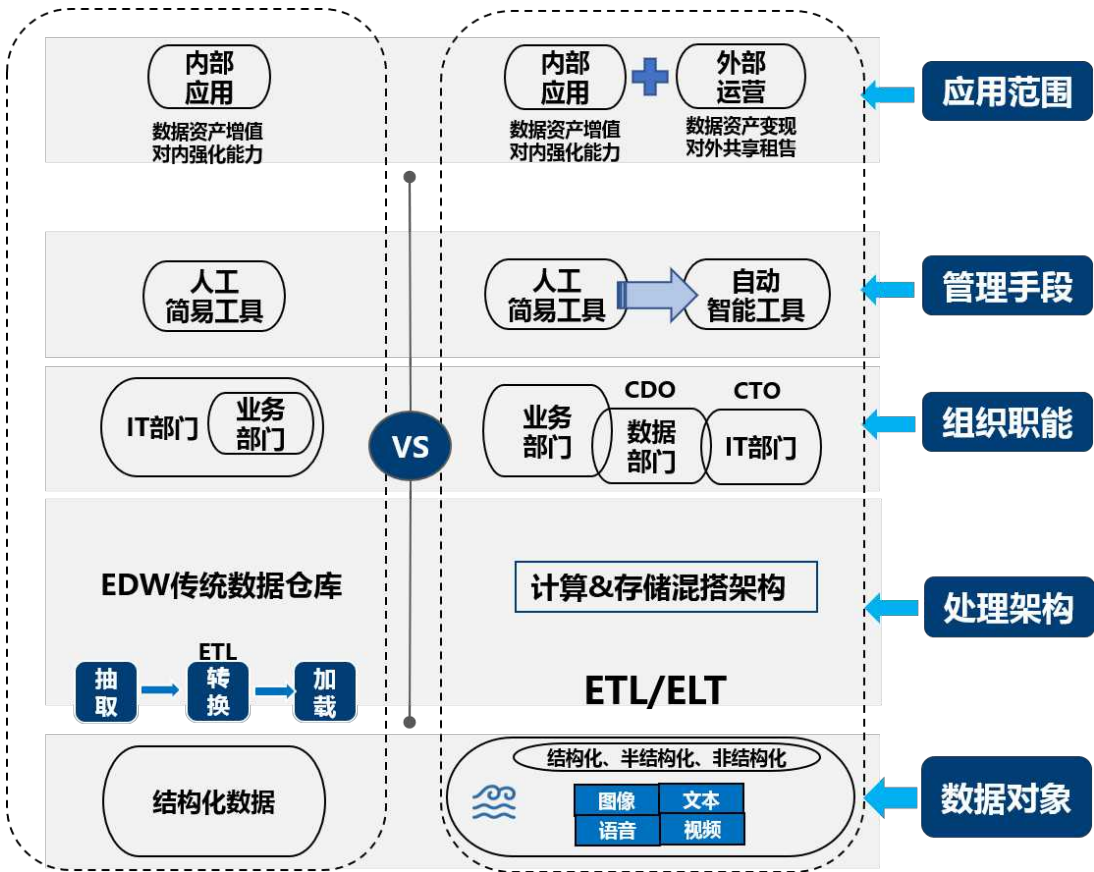 内部
应用
数据资产增值
对内强化能力
内部
应用
外部
运营
数据资产增值
对内强化能力
数据资产变现
对外共享租售
应用范围
人工
简易工具
人工
简易工具
自动
智能工具
管理手段
IT部门
业务
部门
VS
业务
部门
CDO
数据
部门
CTO
IT部门
组织职能
EDW传统数据仓库
ETL
抽
取
转
换
加
载
计算&存储混搭架构
ETL/ELT
处理架构
结构化数据
结构化、半结构化、非结构化
图像
文本
语音
视频
数据对象